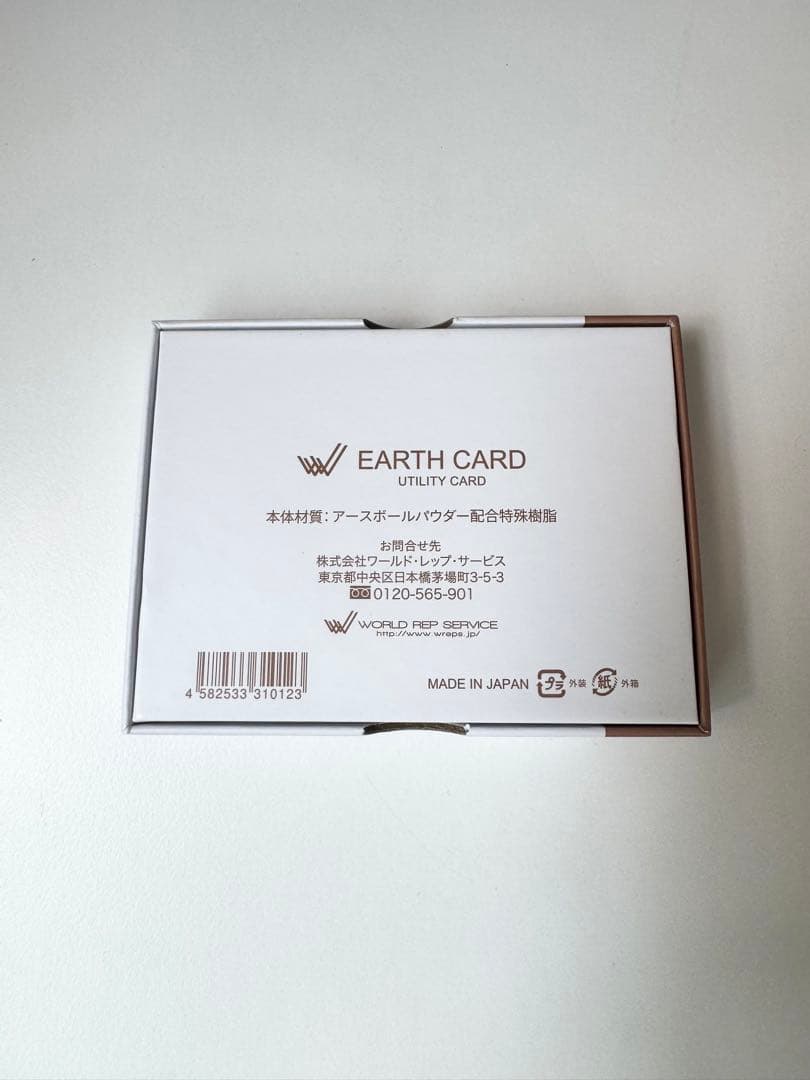 EARTH CARD
UTILITY CARD
本体材質：アースボールパウダー配合特殊樹脂
お問合せ先
株式会社ワールド・レップ・サービス
東京都中央区日本橋茅場町3-5-3
0120-565-901
WORLD REP SERVICE
http://www.wreps.jp/
4 582533 310123
MADE IN JAPAN プラ 外装 紙 外箱